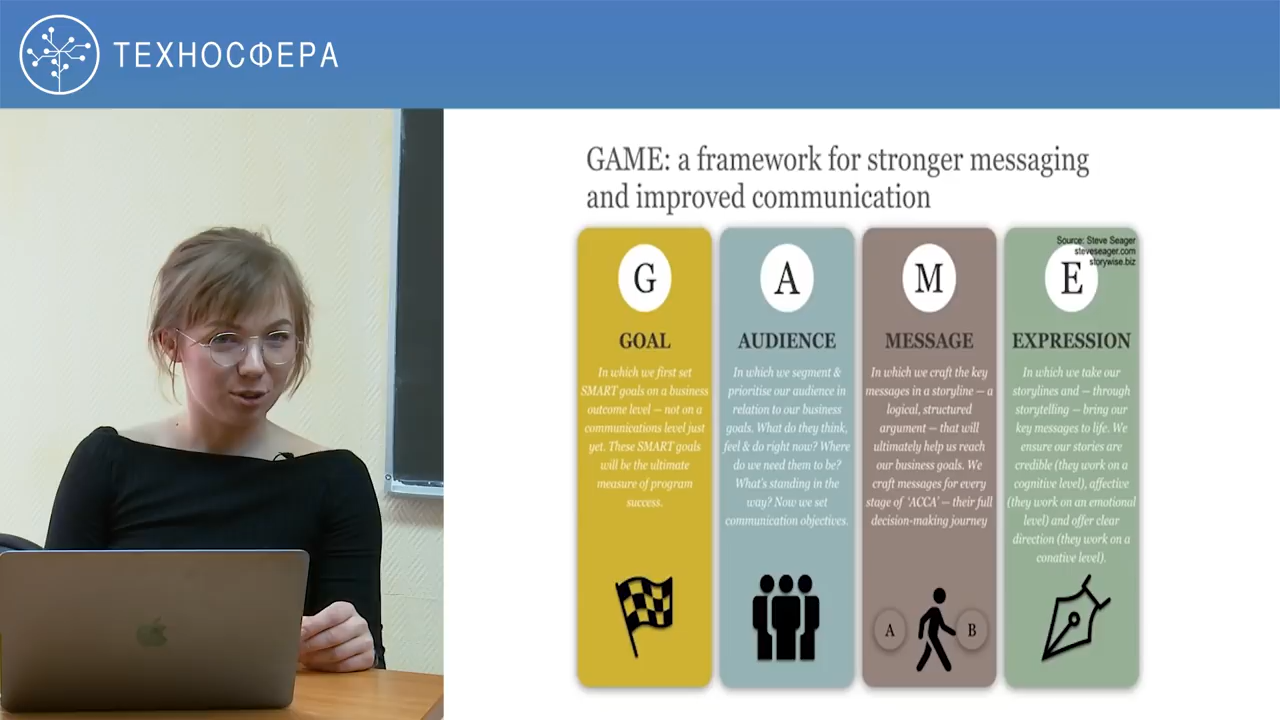 ТЕХНОСФЕРА
GAME: a framework for stronger messaging
and improved communication
G
GOAL
In which we first set
SMART goals on a business
outcome level — not on a
communications level just
yet. These SMART goals
will be the ultimate
measure of program
success.
A
AUDIENCE
In which we segment &
prioritise our audience in
relation to our business
goals. What do they think,
feel & do right now? Where
do we need them to be?
What's standing in the
way? Now we set
communication objectives.
M
MESSAGE
In which we craft the key
messages in a storyline — a
logical, structured
argument — that will
ultimately help us reach
our business goals. We
craft messages for every
stage of 'ACCA' — their full
decision-making journey
A
B
Source: Steve Seager
steveseager.com
storywise.biz
E
EXPRESSION
In which we take our
storylines and — through
storytelling — bring our
key messages to life. We
ensure our stories are
credible (they work on a
cognitive level), affective
(they work on an emotional
level) and offer clear
direction (they work on a
conative level).